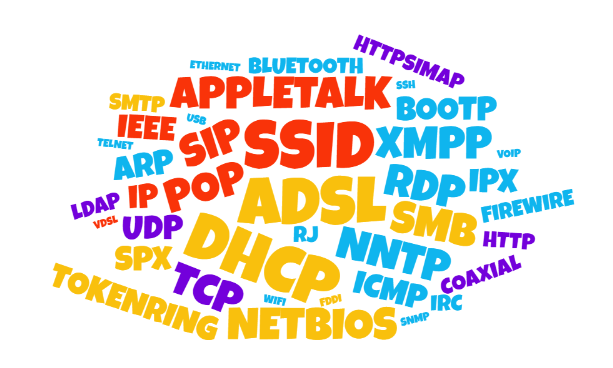 HTTPSIMAP
ETHERNET
BLUETOOTH
APPLETALK
SSH
SMTP
BOOTP
USB
IEEE
SIP
SSID
XMPP
TELNET
ARP
VOIP
LDAP
IP
POP
ADSL
RDP
IPX
FIREWIRE
VDSL
UDP
SMB
RJ
HTTP
SPX
DHCP
NNTP
TCP
ICMP
COAXIAL
TOKENRING
WIFI
FDDI
IRC
NETBIOS
SNMP